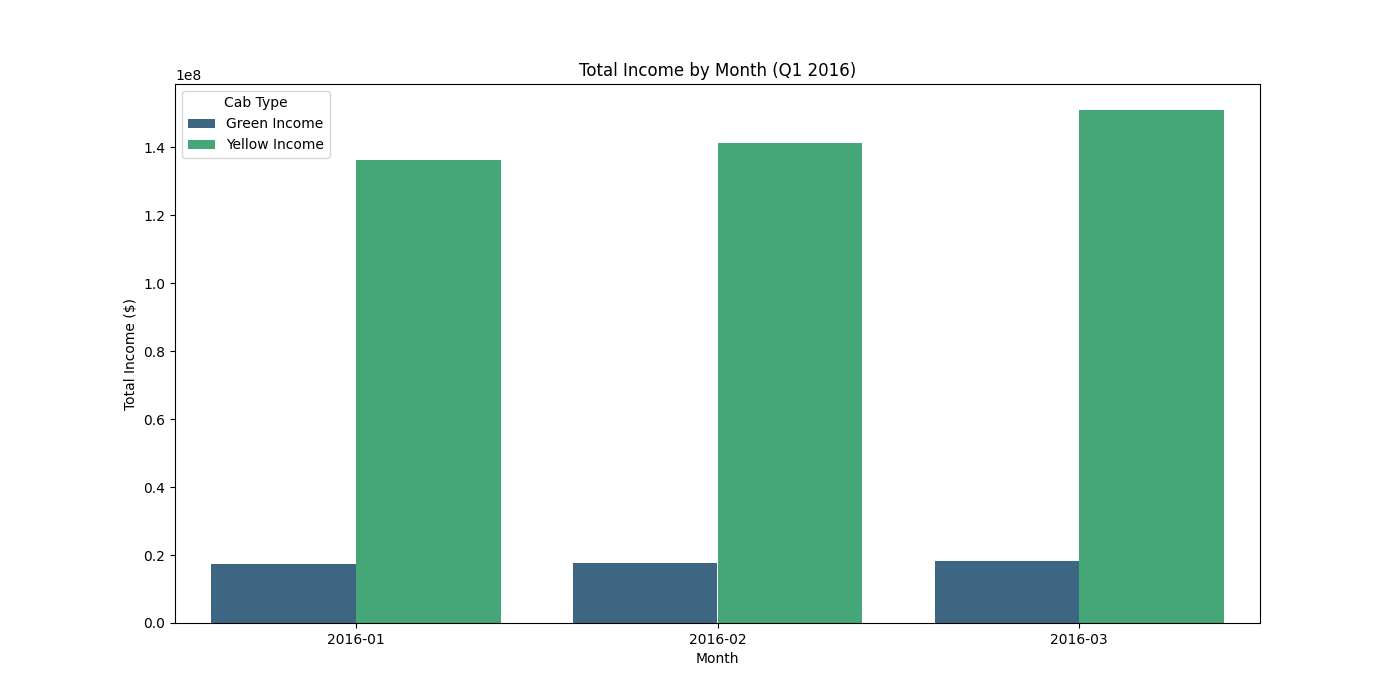 Total Income by Month (Q1 2016)
1e8
Cab Type
Green Income
Yellow Income
1.4
1.2
1.0
0.8
0.6
0.4
0.2
0.0
Total Income ($)
2016-01
2016-02
2016-03
Month